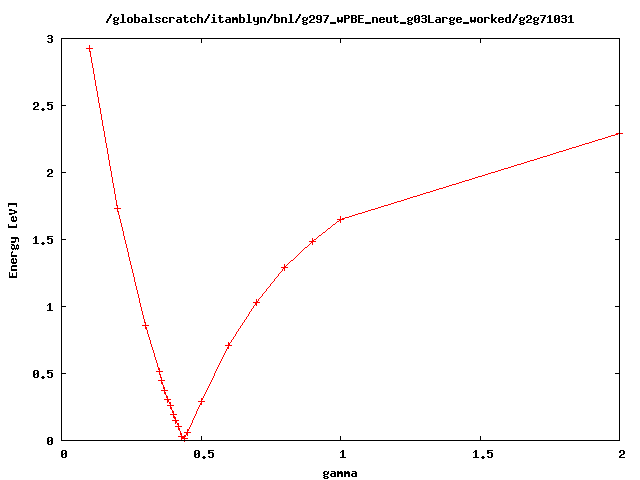 /globalscratch/itamblyn/bnl/g297_wPBE_neut_g03Large_worked/g2g71031
3
2.5
2
1.5
1
0.5
0
Energy [eV]
0 0.5 1 1.5 2
gamma